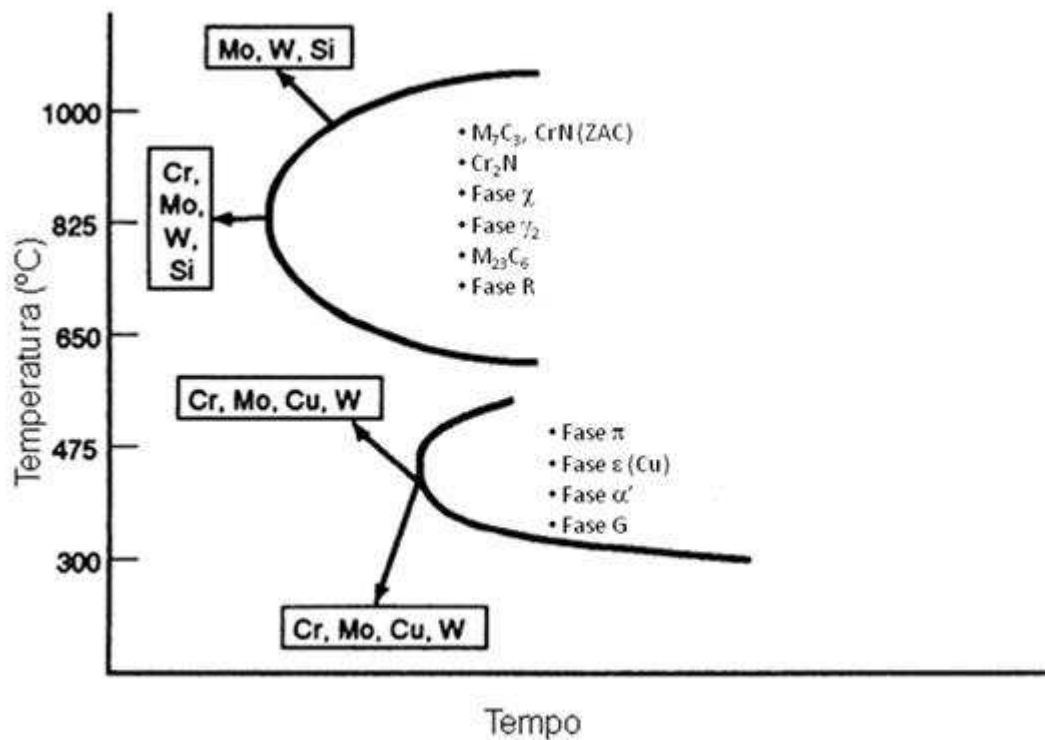 Mo, W, Si
1000
• M₇C₃, CrN (ZAC)
• Cr₂N
Cr,
Mo,
W,
Si
• Fase χ
825
• Fase γ₂
• M₂₃C₆
• Fase R
650
Temperatura (ºC)
Cr, Mo, Cu, W
475
• Fase π
• Fase ε (Cu)
• Fase α′
• Fase G
300
Cr, Mo, Cu, W
Tempo